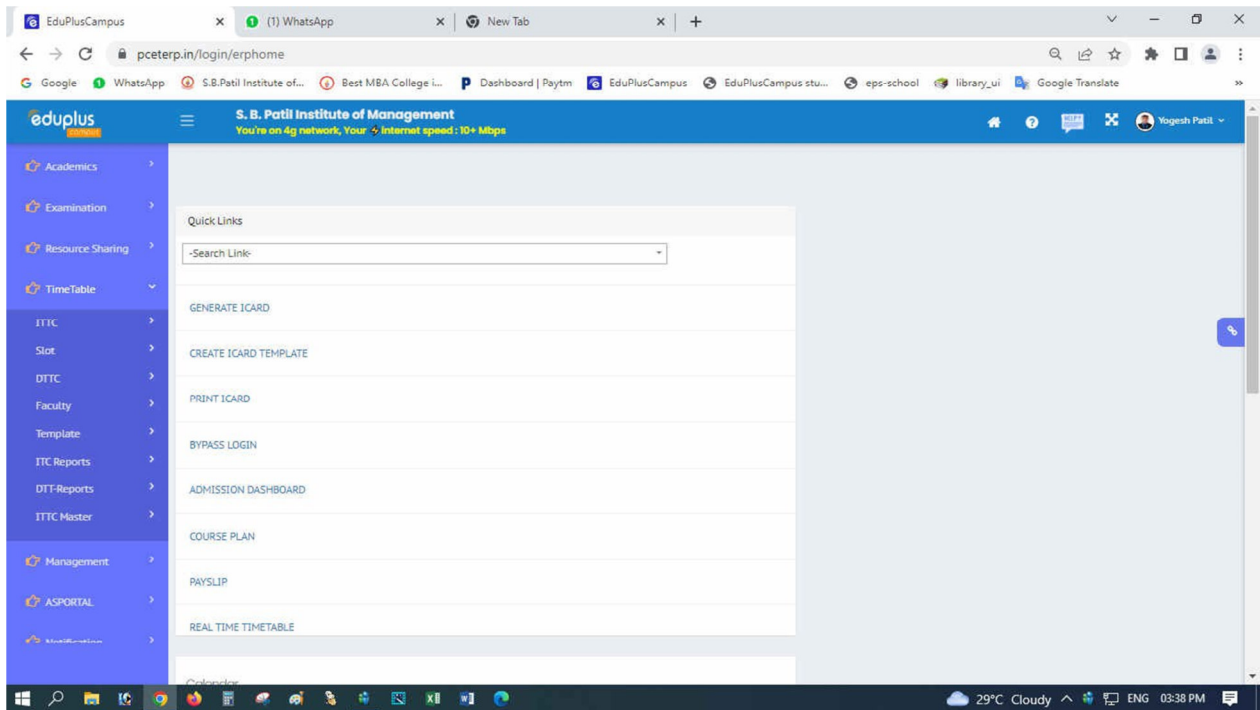 EduPlusCampus
(1) WhatsApp
New Tab
pceterp.in/login/erphome
Google
WhatsApp
S.B.Patil Institute of...
Best MBA College i...
Dashboard | Paytm
EduPlusCampus
EduPlusCampus stu...
eps-school
library_ui
Google Translate
eduplus
campus
S. B. Patil Institute of Management
You're on 4g network, Your internet speed : 10+ Mbps
HELP?
Yogesh Patil
Academics
Examination
Resource Sharing
TimeTable
ITTC
Slot
DTTC
Faculty
Template
ITC Reports
DTT-Reports
ITTC Master
Management
ASPORTAL
Notification
Quick Links
-Search Link-
GENERATE ICARD
CREATE ICARD TEMPLATE
PRINT ICARD
BYPASS LOGIN
ADMISSION DASHBOARD
COURSE PLAN
PAYSLIP
REAL TIME TIMETABLE
Calendar
29°C Cloudy
ENG
03:38 PM